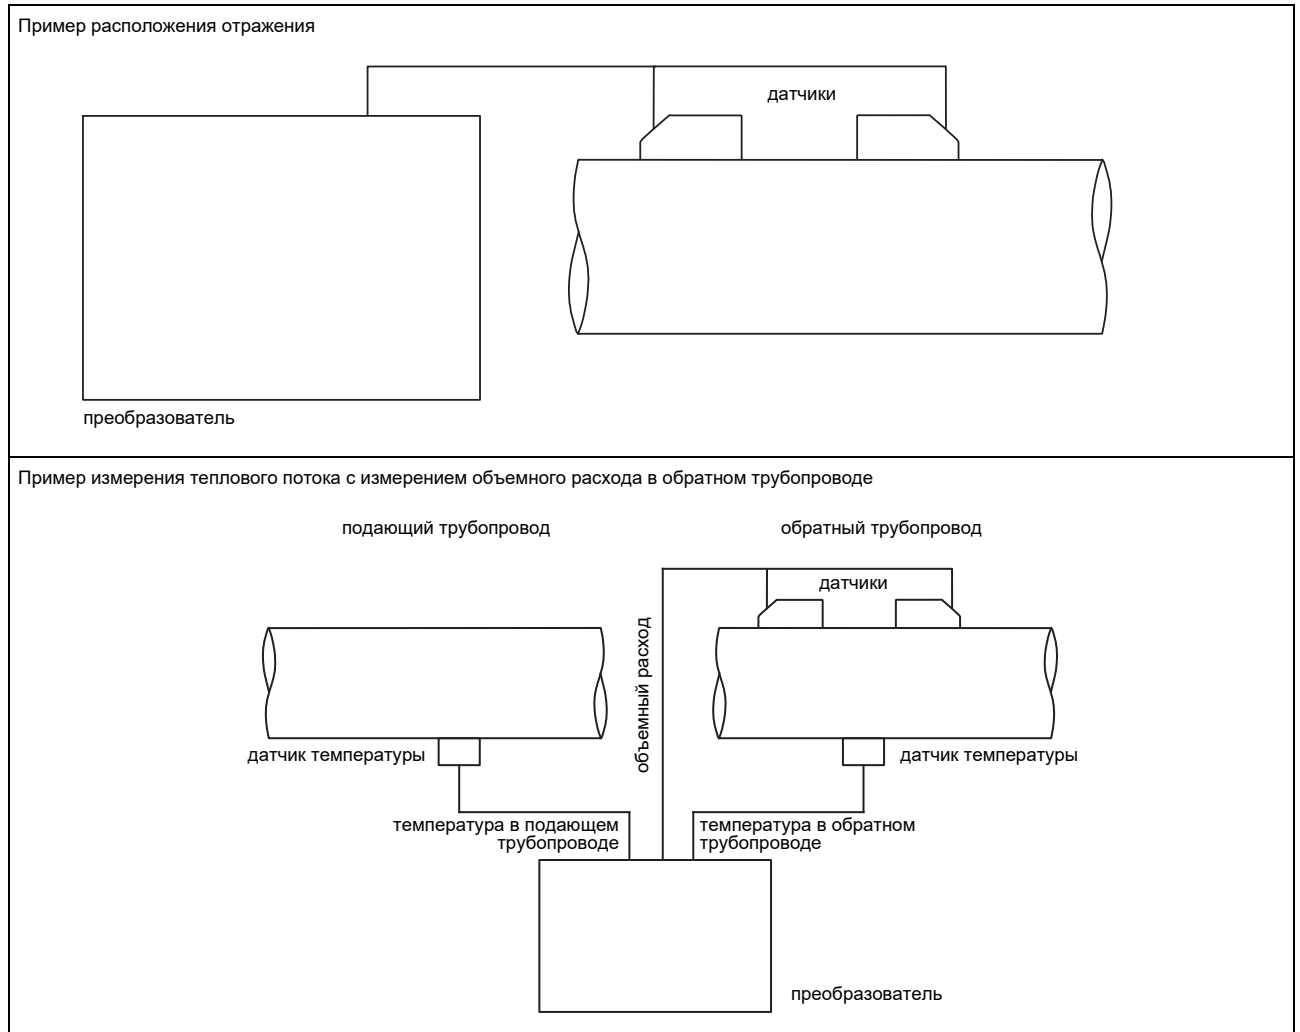 Пример расположения отражения
датчики
преобразователь
Пример измерения теплового потока с измерением объемного расхода в обратном трубопроводе
подающий трубопровод
обратный трубопровод
датчики
объемный расход
датчик температуры
датчик температуры
температура в подающем
трубопроводе
температура в обратном
трубопроводе
преобразователь